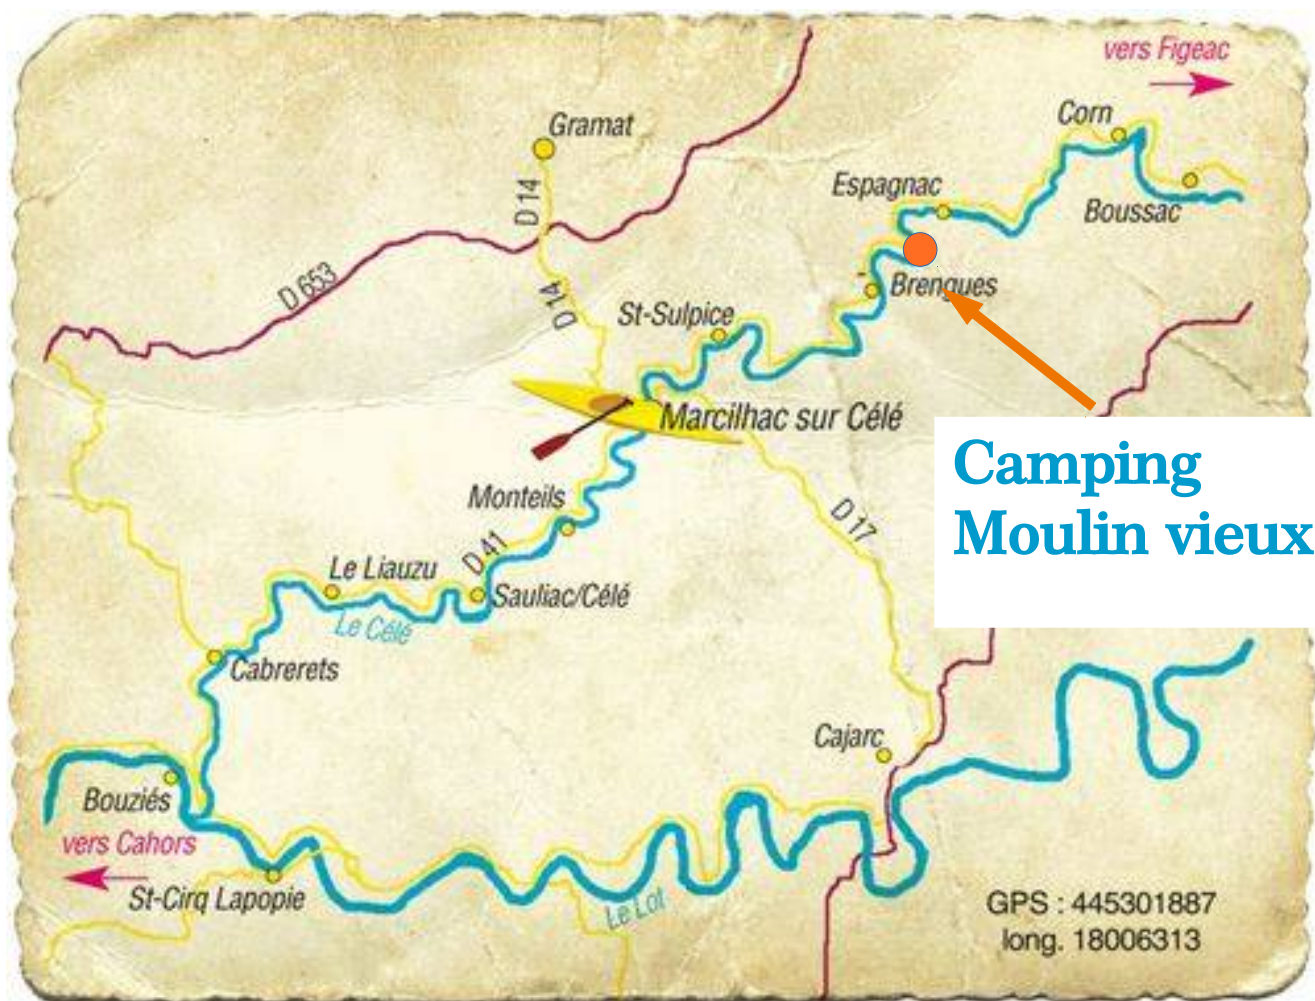 vers Figeac
Corn
Gramat
D 14
Espagnac
Boussac
D 653
D 14
Brengues
St-Sulpice
Marcilhac sur Célé
Camping
Moulin vieux
Monteils
D 17
D 41
Le Liauzu
Sauliac/Célé
Le Célé
Cabrerets
Cajarc
Bouziés
vers Cahors
St-Cirq Lapopie
Le Lot
GPS : 445301887
long. 18006313